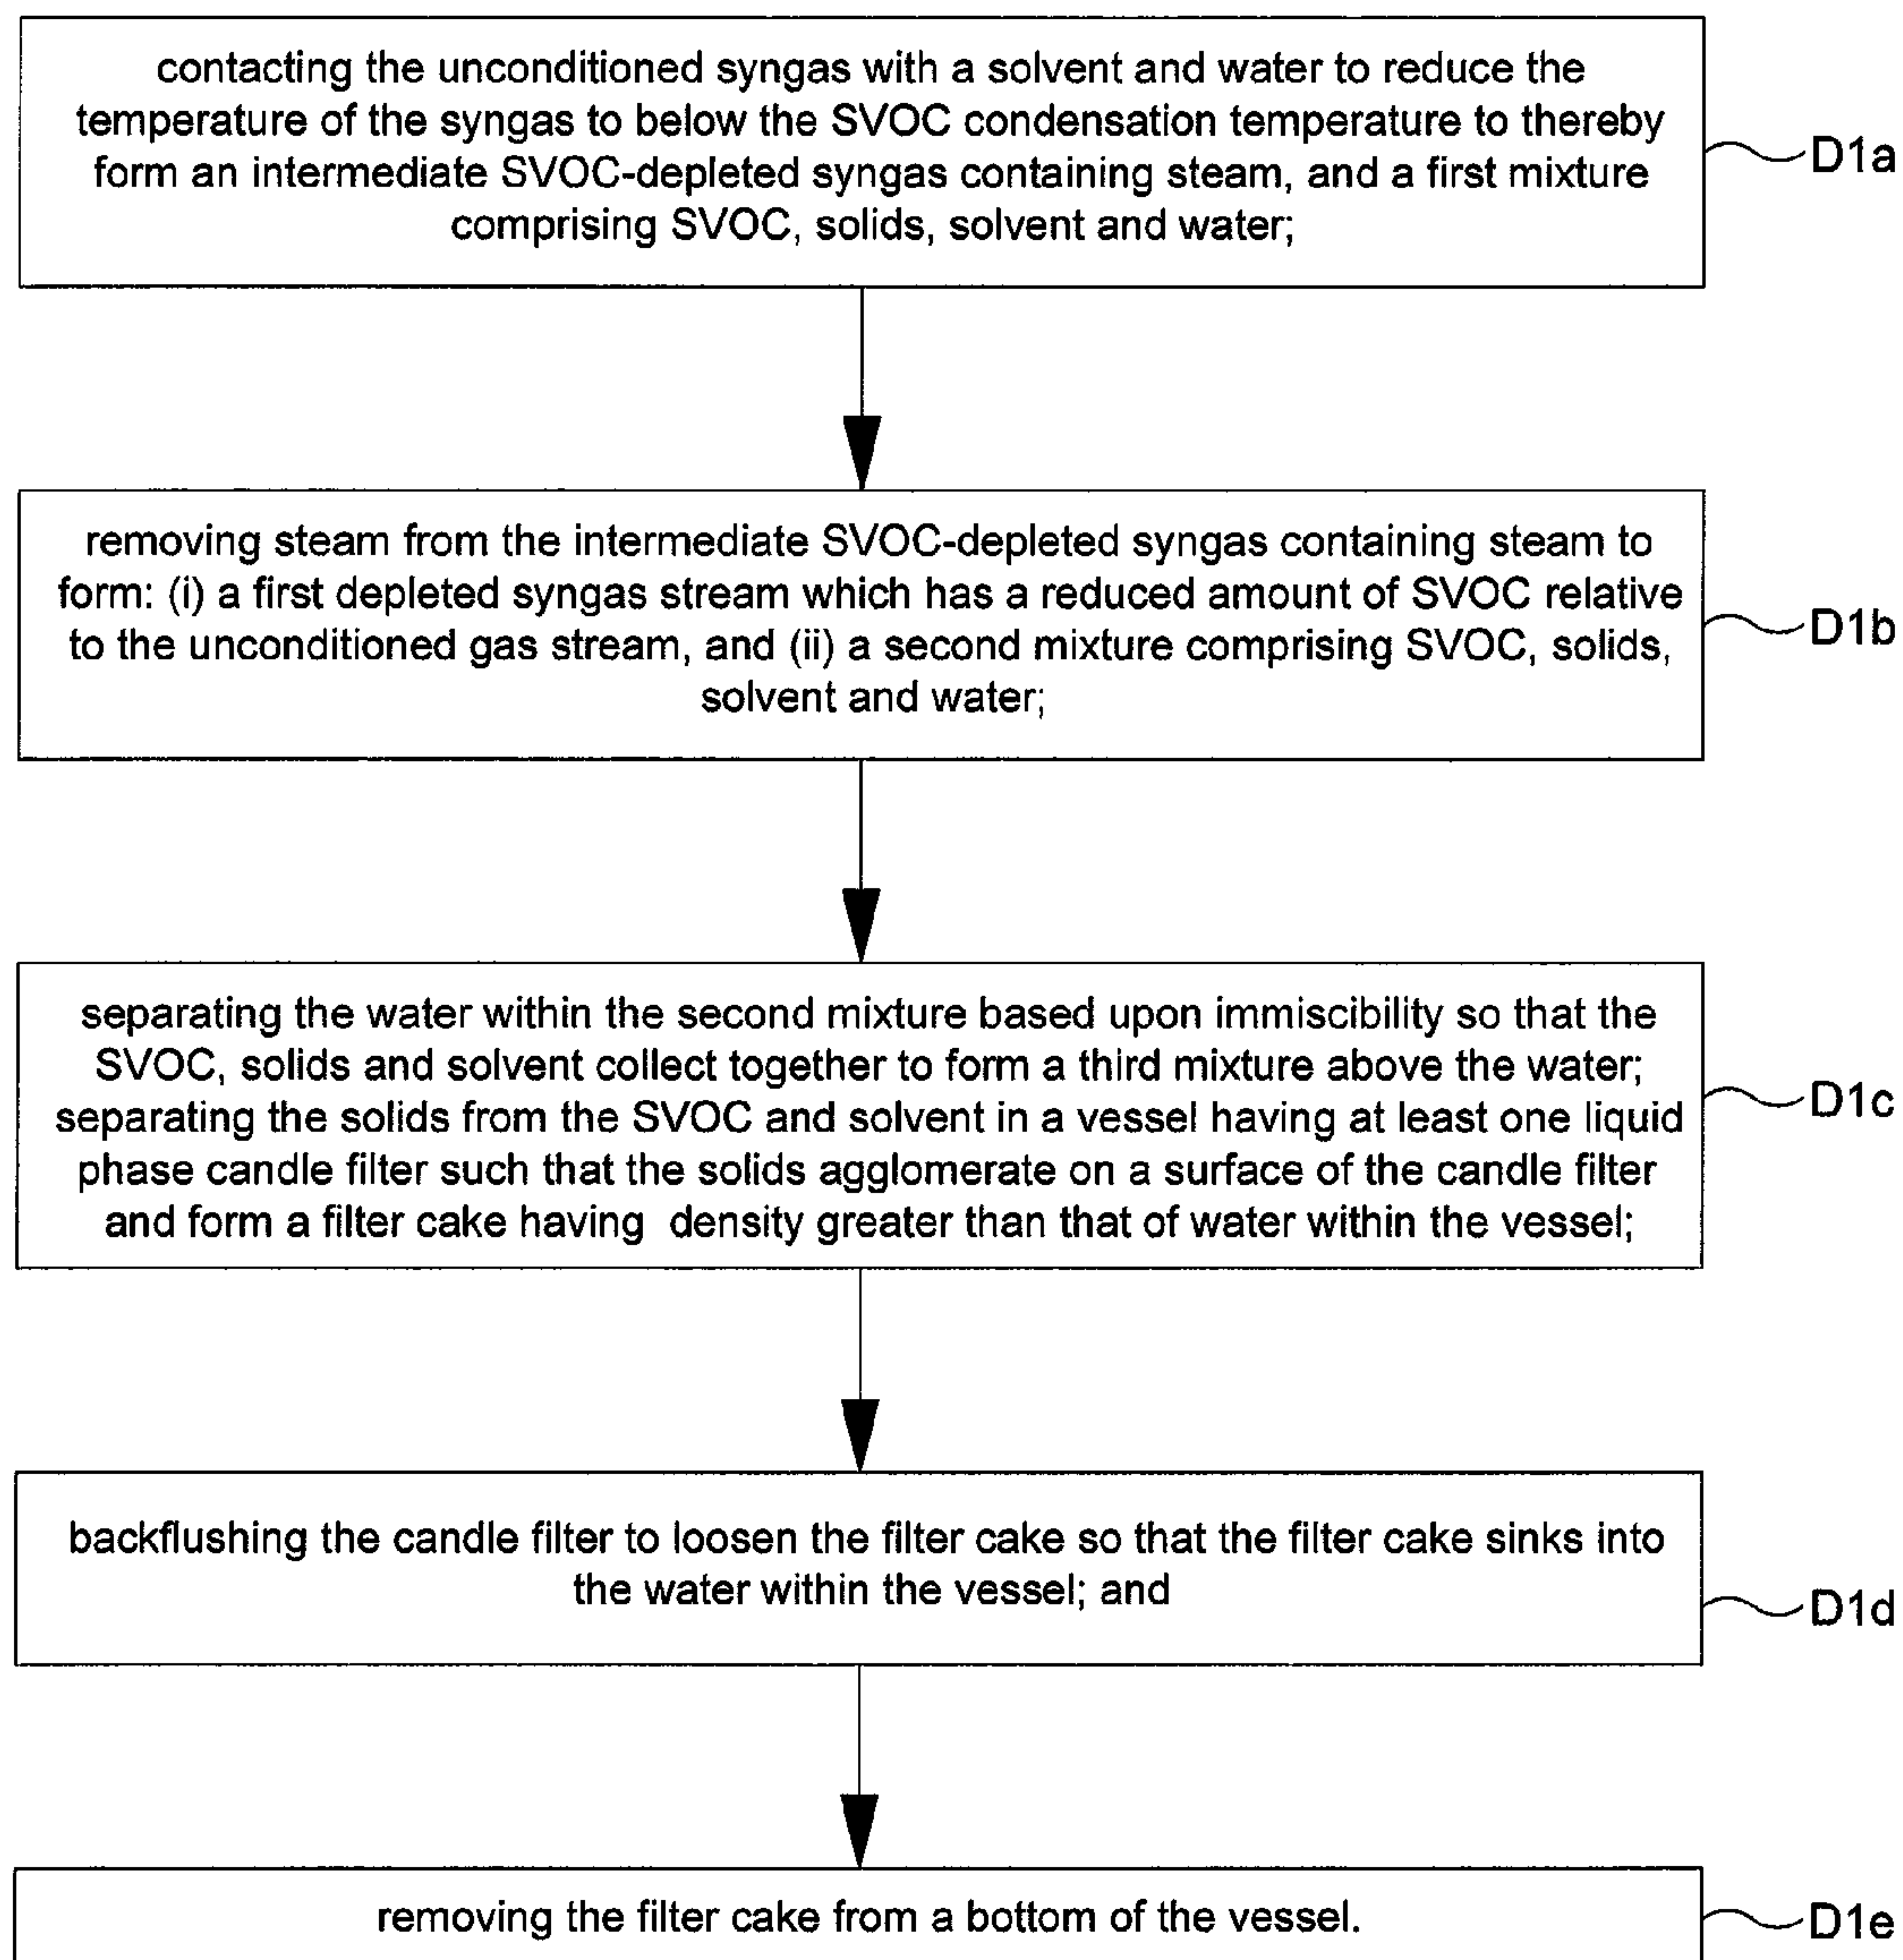 contacting the unconditioned syngas with a solvent and water to reduce the
temperature of the syngas to below the SVOC condensation temperature to thereby
form an intermediate SVOC-depleted syngas containing steam, and a first mixture
comprising SVOC, solids, solvent and water;
D1a
removing steam from the intermediate SVOC-depleted syngas containing steam to
form: (i) a first depleted syngas stream which has a reduced amount of SVOC relative
to the unconditioned gas stream, and (ii) a second mixture comprising SVOC, solids,
solvent and water;
D1b
separating the water within the second mixture based upon immiscibility so that the
SVOC, solids and solvent collect together to form a third mixture above the water;
separating the solids from the SVOC and solvent in a vessel having at least one liquid
phase candle filter such that the solids agglomerate on a surface of the candle filter
and form a filter cake having density greater than that of water within the vessel;
D1c
backflushing the candle filter to loosen the filter cake so that the filter cake sinks into
the water within the vessel; and
D1d
removing the filter cake from a bottom of the vessel.
D1e